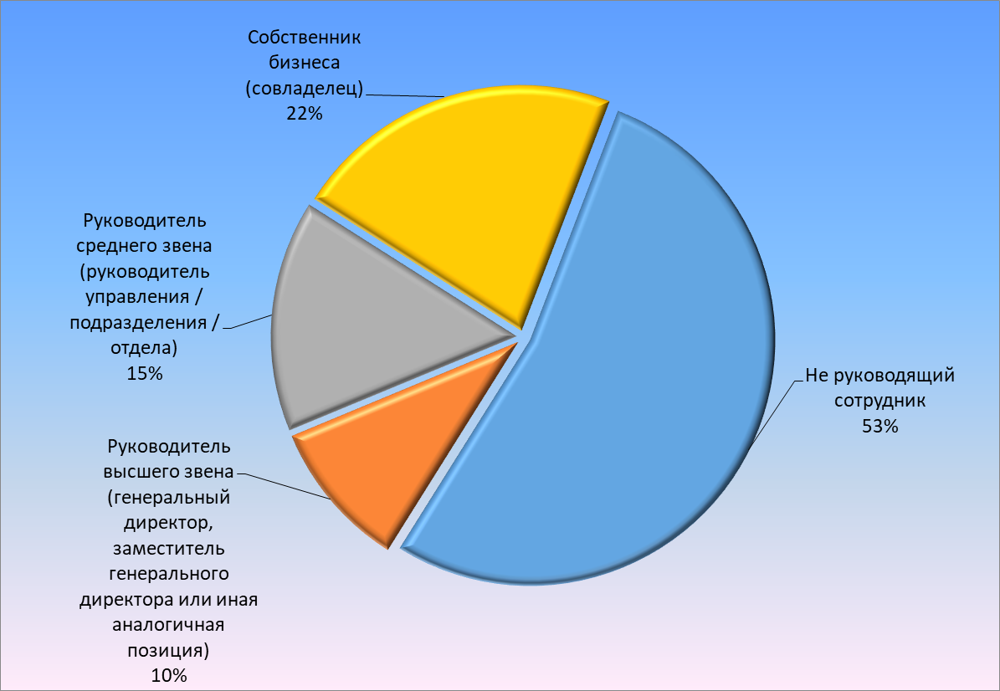 Собственник
бизнеса
(совладелец)
22%
Руководитель
среднего звена
(руководитель
управления /
подразделения /
отдела)
15%
Не руководящий
сотрудник
53%
Руководитель
высшего звена
(генеральный
директор,
заместитель
генерального
директора или иная
аналогичная
позиция)
10%